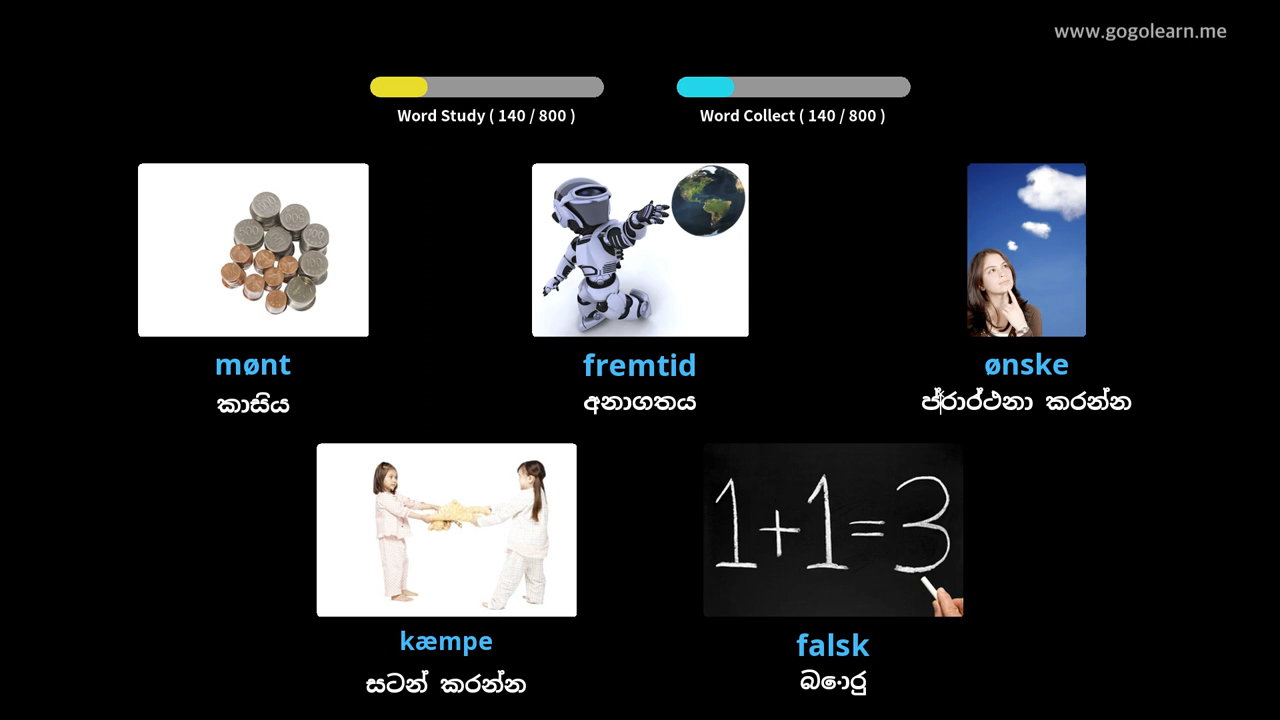 www.gogolearn.me
Word Study ( 140 / 800 )
Word Collect ( 140 / 800 )
mønt
fremtid
ønske
කාසිය
අනාගතය
ප්රාර්ථනා කරන්න
1+1=3
kæmpe
falsk
සටන් කරන්න
බොරු